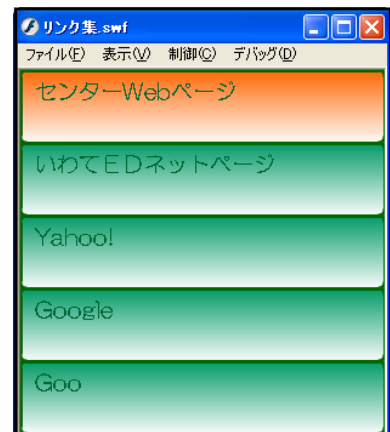 リンク集.swf
ファイル(F) 表示(V) 制御(C) デバッグ(D)
センターWebページ
いわてEDネットページ
Yahoo!
Google
Goo